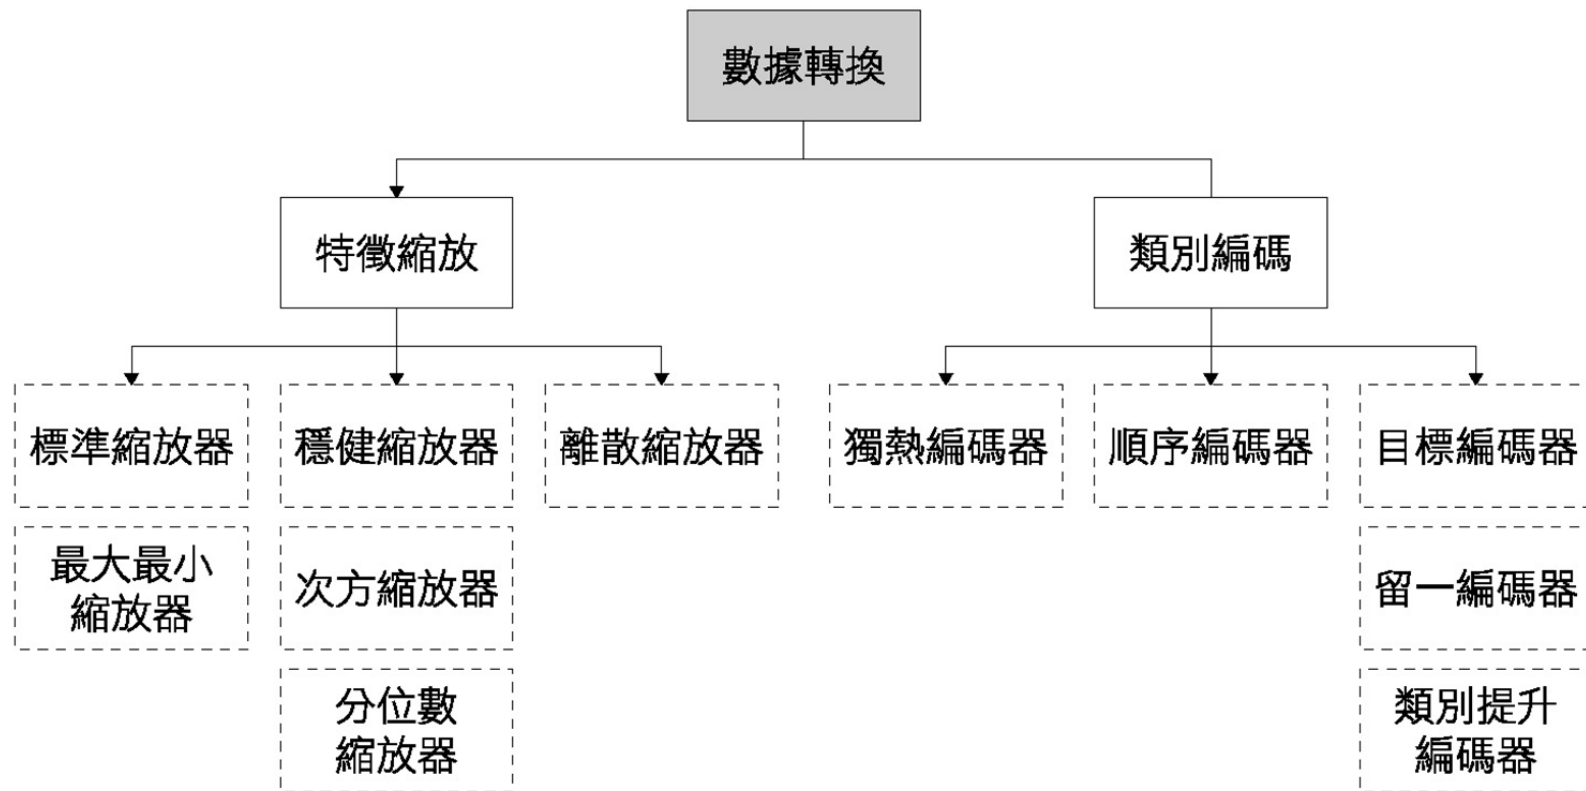 數據轉換
特徵縮放
類別編碼
標準縮放器
穩健縮放器
離散縮放器
獨熱編碼器
順序編碼器
目標編碼器
最大最小
縮放器
次方縮放器
留一編碼器
分位數
縮放器
類別提升
編碼器